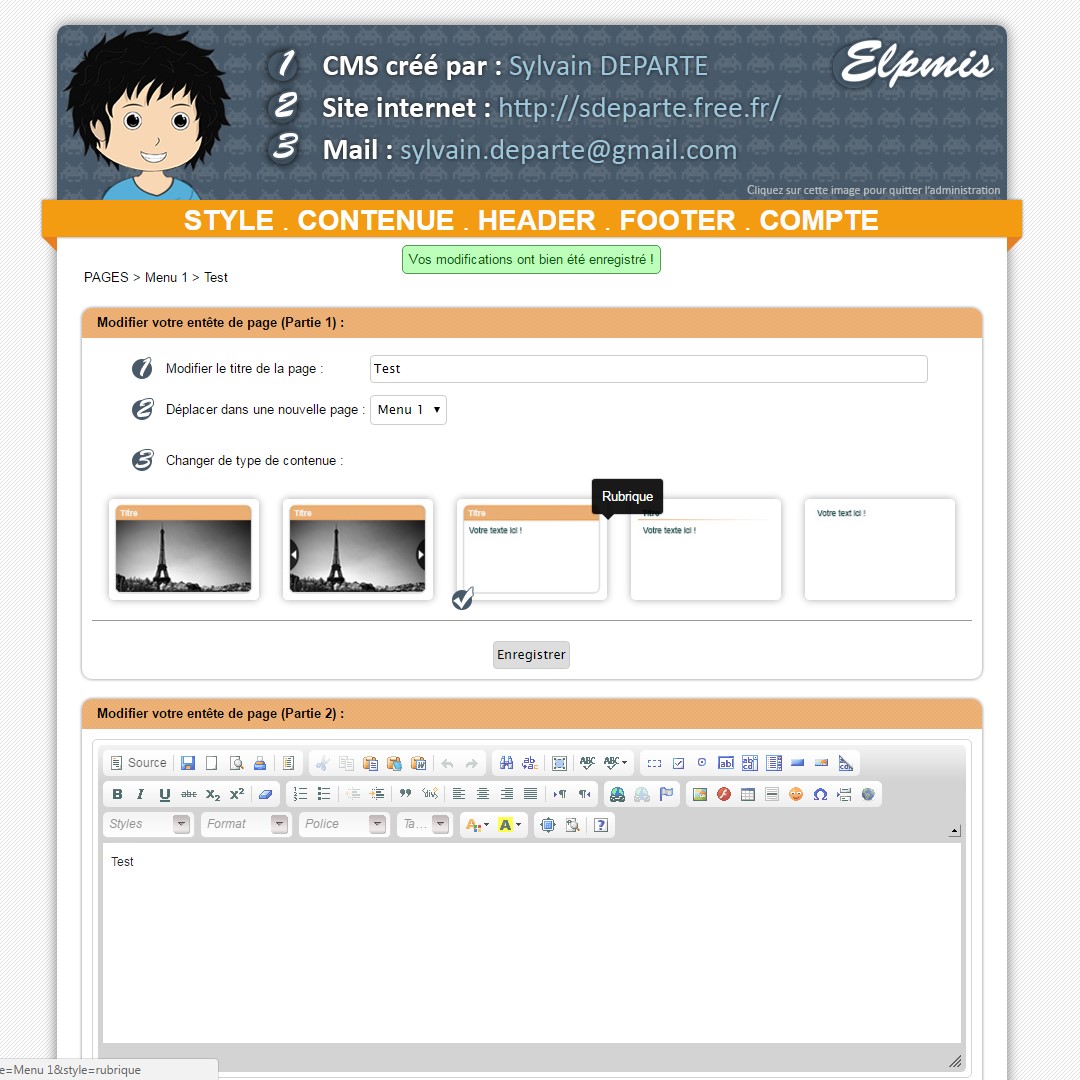 1 CMS créé par : Sylvain DEPARTE
Elpmis
2 Site internet : http://sdeparte.free.fr/
3 Mail : sylvain.departe@gmail.com
Cliquez sur cette image pour quitter l'administration
STYLE . CONTENUE . HEADER . FOOTER . COMPTE
Vos modifications ont bien été enregistré !
PAGES > Menu 1 > Test
Modifier votre entête de page (Partie 1) :
1 Modifier le titre de la page : Test
2 Déplacer dans une nouvelle page : Menu 1
3 Changer de type de contenue :
Rubrique
Titre Titre Titre Titre
Votre text ici !
Votre texte ici ! Votre texte ici !
Enregistrer
Modifier votre entête de page (Partie 2) :
Source
Styles Format Police Ta...
Test
e=Menu 1&style=rubrique